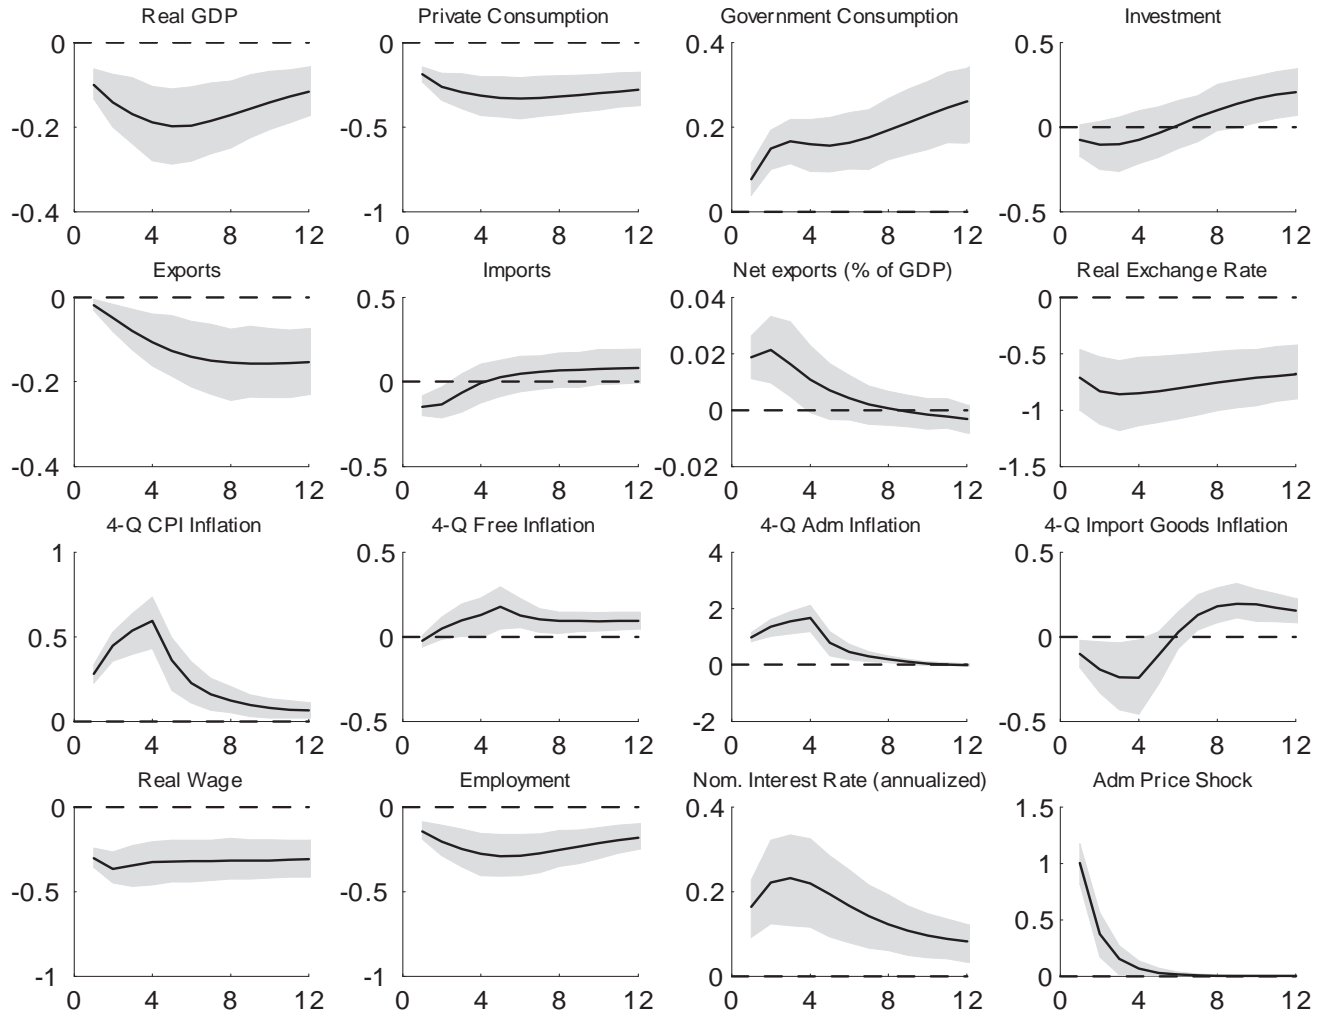 Real GDP
Private Consumption
Government Consumption
Investment
0
-0.2
-0.4
0 4 8 12
0
-0.5
-1
0 4 8 12
0.4
0.2
0
0 4 8 12
0.5
0
-0.5
0 4 8 12
Exports
Imports
Net exports (% of GDP)
Real Exchange Rate
0
-0.2
-0.4
0 4 8 12
0.5
0
-0.5
0 4 8 12
0.04
0.02
0
-0.02
0 4 8 12
0
-0.5
-1
-1.5
0 4 8 12
4-Q CPI Inflation
4-Q Free Inflation
4-Q Adm Inflation
4-Q Import Goods Inflation
1
0.5
0
0 4 8 12
0.5
0
-0.5
0 4 8 12
4
2
0
-2
0 4 8 12
0.5
0
-0.5
0 4 8 12
Real Wage
Employment
Nom. Interest Rate (annualized)
Adm Price Shock
0
-0.5
-1
0 4 8 12
0
-0.5
-1
0 4 8 12
0.4
0.2
0
0 4 8 12
1.5
1
0.5
0
0 4 8 12